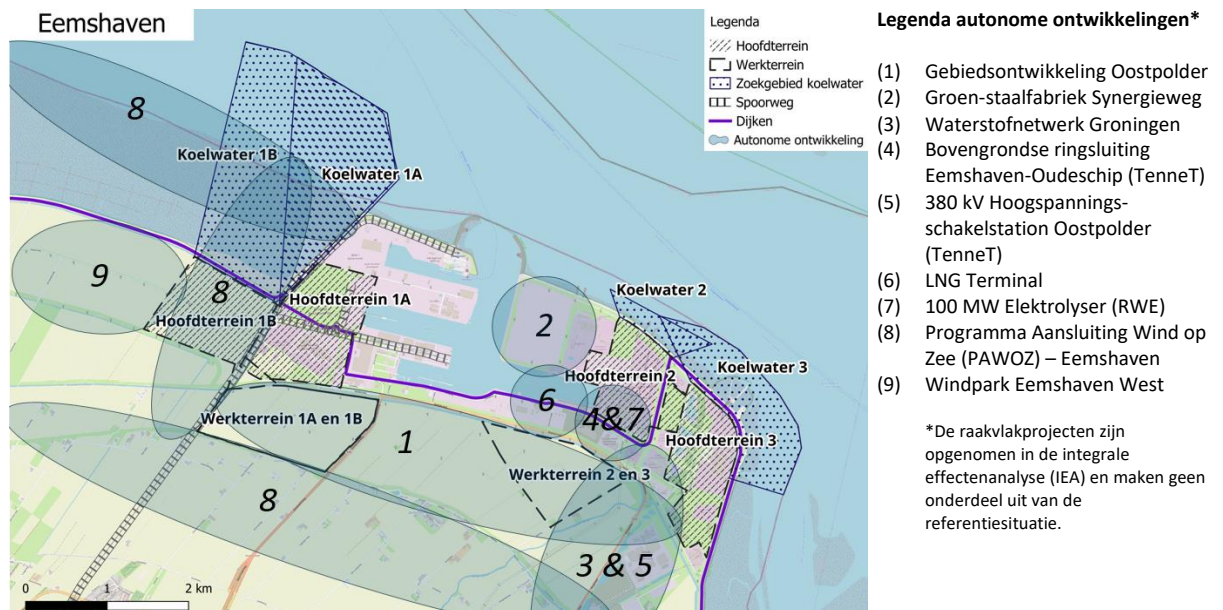 Eemshaven
Legenda
Hoofdterrein
Werkterrein
Zoekgebied koelwater
Spoorweg
Dijken
Autonome ontwikkeling
8
Koelwater 1B
Koelwater 1A
9
8
Hoofdterrein 1A
Hoofdterrein 1B
Koelwater 2
2
Koelwater 3
Hoofdterrein 2
6
4&7
Werkterrein 1A en 1B
1
Hoofdterrein 3
Werkterrein 2 en 3
8
3 & 5
0 1 2 km
Legenda autonome ontwikkelingen*
(1) Gebiedsontwikkeling Oostpolder
(2) Groen-staalfabriek Synergieweg
(3) Waterstofnetwerk Groningen
(4) Bovengrondse ringsluiting
Eemshaven-Oudeschip (TenneT)
(5) 380 kV Hoogspannings-
schakelstation Oostpolder
(TenneT)
(6) LNG Terminal
(7) 100 MW Elektrolyser (RWE)
(8) Programma Aansluiting Wind op
Zee (PAWOZ) – Eemshaven
(9) Windpark Eemshaven West
*De raakvlakprojecten zijn
opgenomen in de integrale
effectenanalyse (IEA) en maken geen
onderdeel uit van de
referentiesituatie.